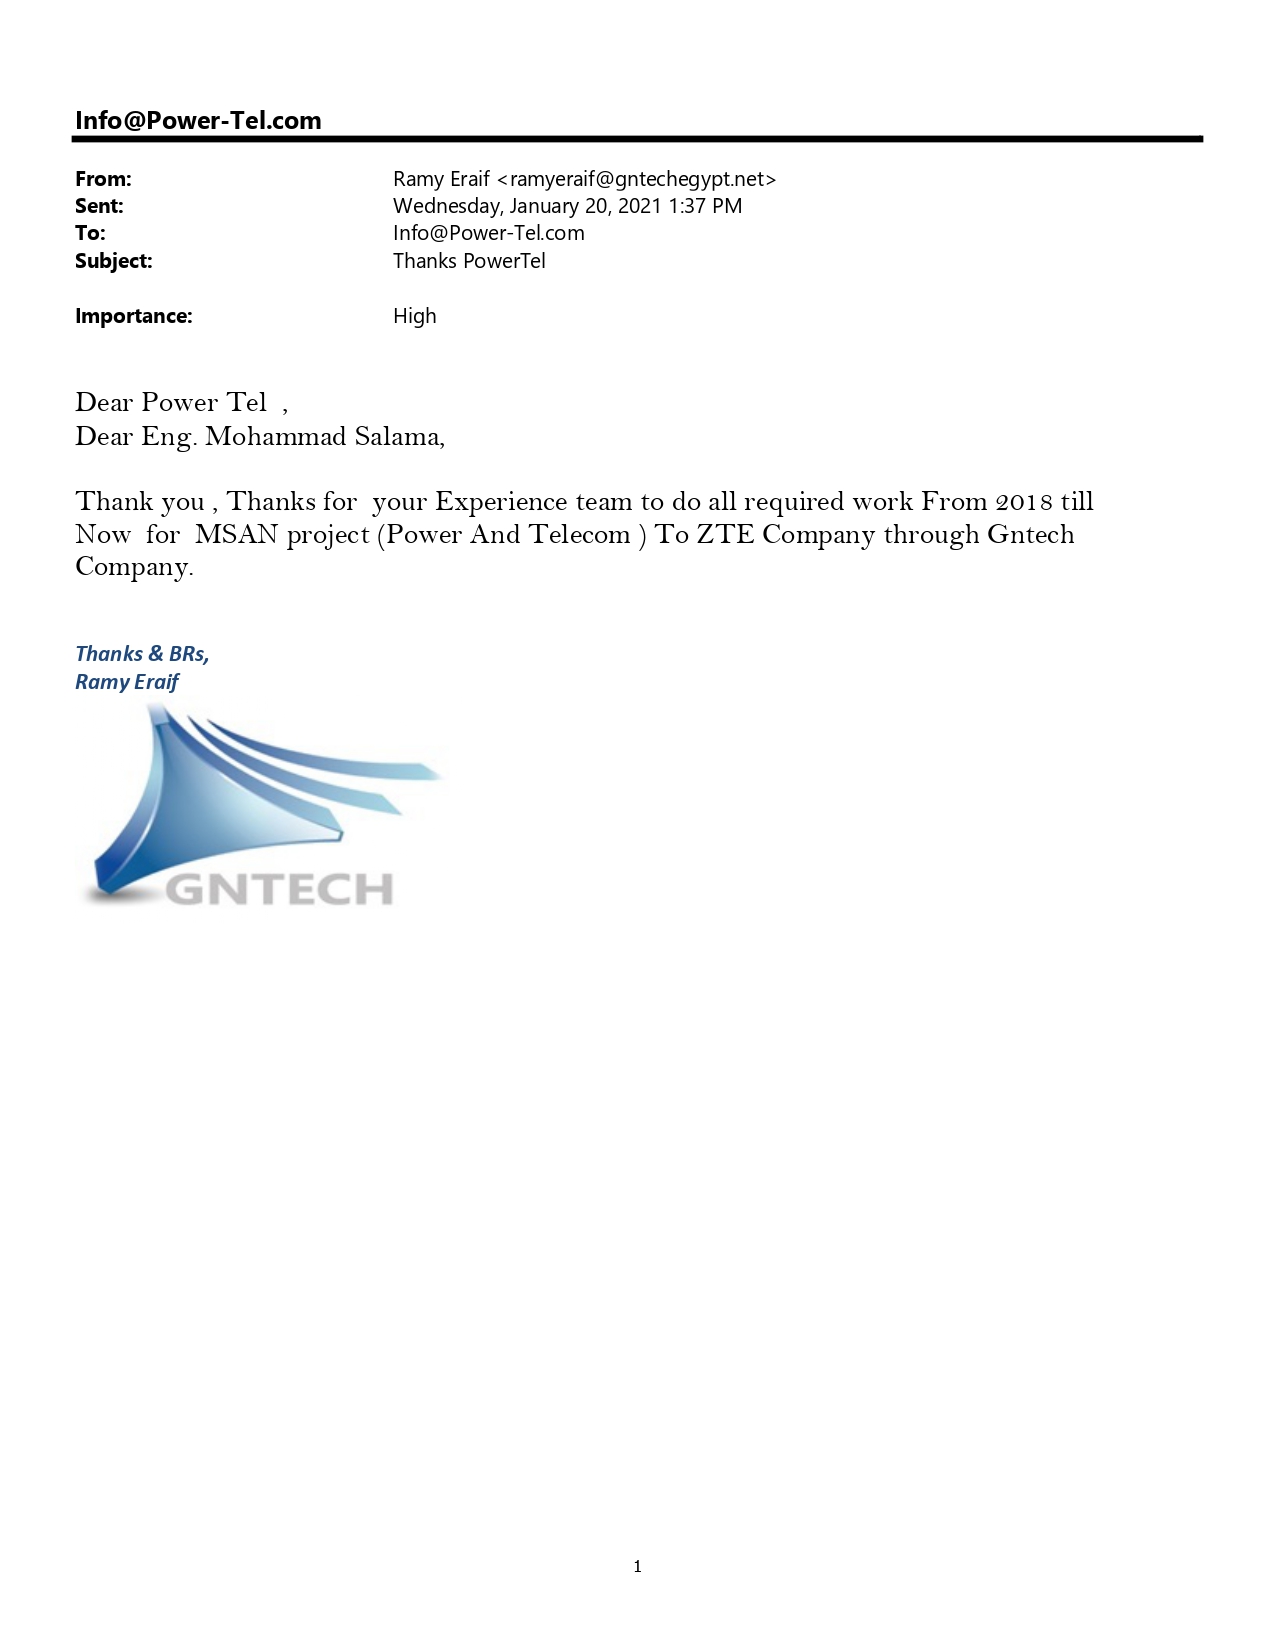 Info@Power-Tel.com
From: Ramy Eraif <ramyeraif@gntechegypt.net>
Sent: Wednesday, January 20, 2021 1:37 PM
To: Info@Power-Tel.com
Subject: Thanks PowerTel
Importance: High
Dear Power Tel  ,
Dear Eng. Mohammad Salama,
Thank you , Thanks for  your Experience team to do all required work From 2018 till
Now  for  MSAN project (Power And Telecom ) To ZTE Company through Gntech
Company.
Thanks & BRs,
Ramy Eraif
GNTECH
1